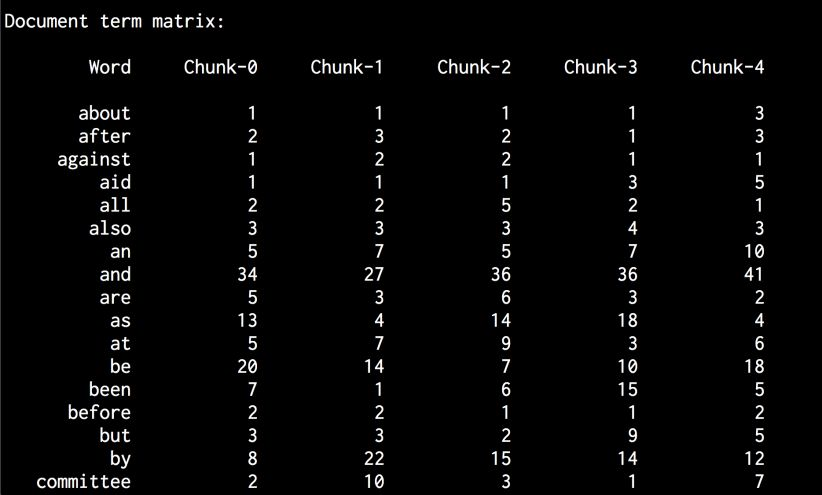 Document term matrix:
Word Chunk-0 Chunk-1 Chunk-2 Chunk-3 Chunk-4
about 1 1 1 1 3
after 2 3 2 1 3
against 1 2 2 1 1
aid 1 1 1 3 5
all 2 2 5 2 1
also 3 3 3 4 3
an 5 7 5 7 10
and 34 27 36 36 41
are 5 3 6 3 2
as 13 4 14 18 4
at 5 7 9 3 6
be 20 14 7 10 18
been 7 1 6 15 5
before 2 2 1 1 2
but 3 3 2 9 5
by 8 22 15 14 12
committee 2 10 3 1 7